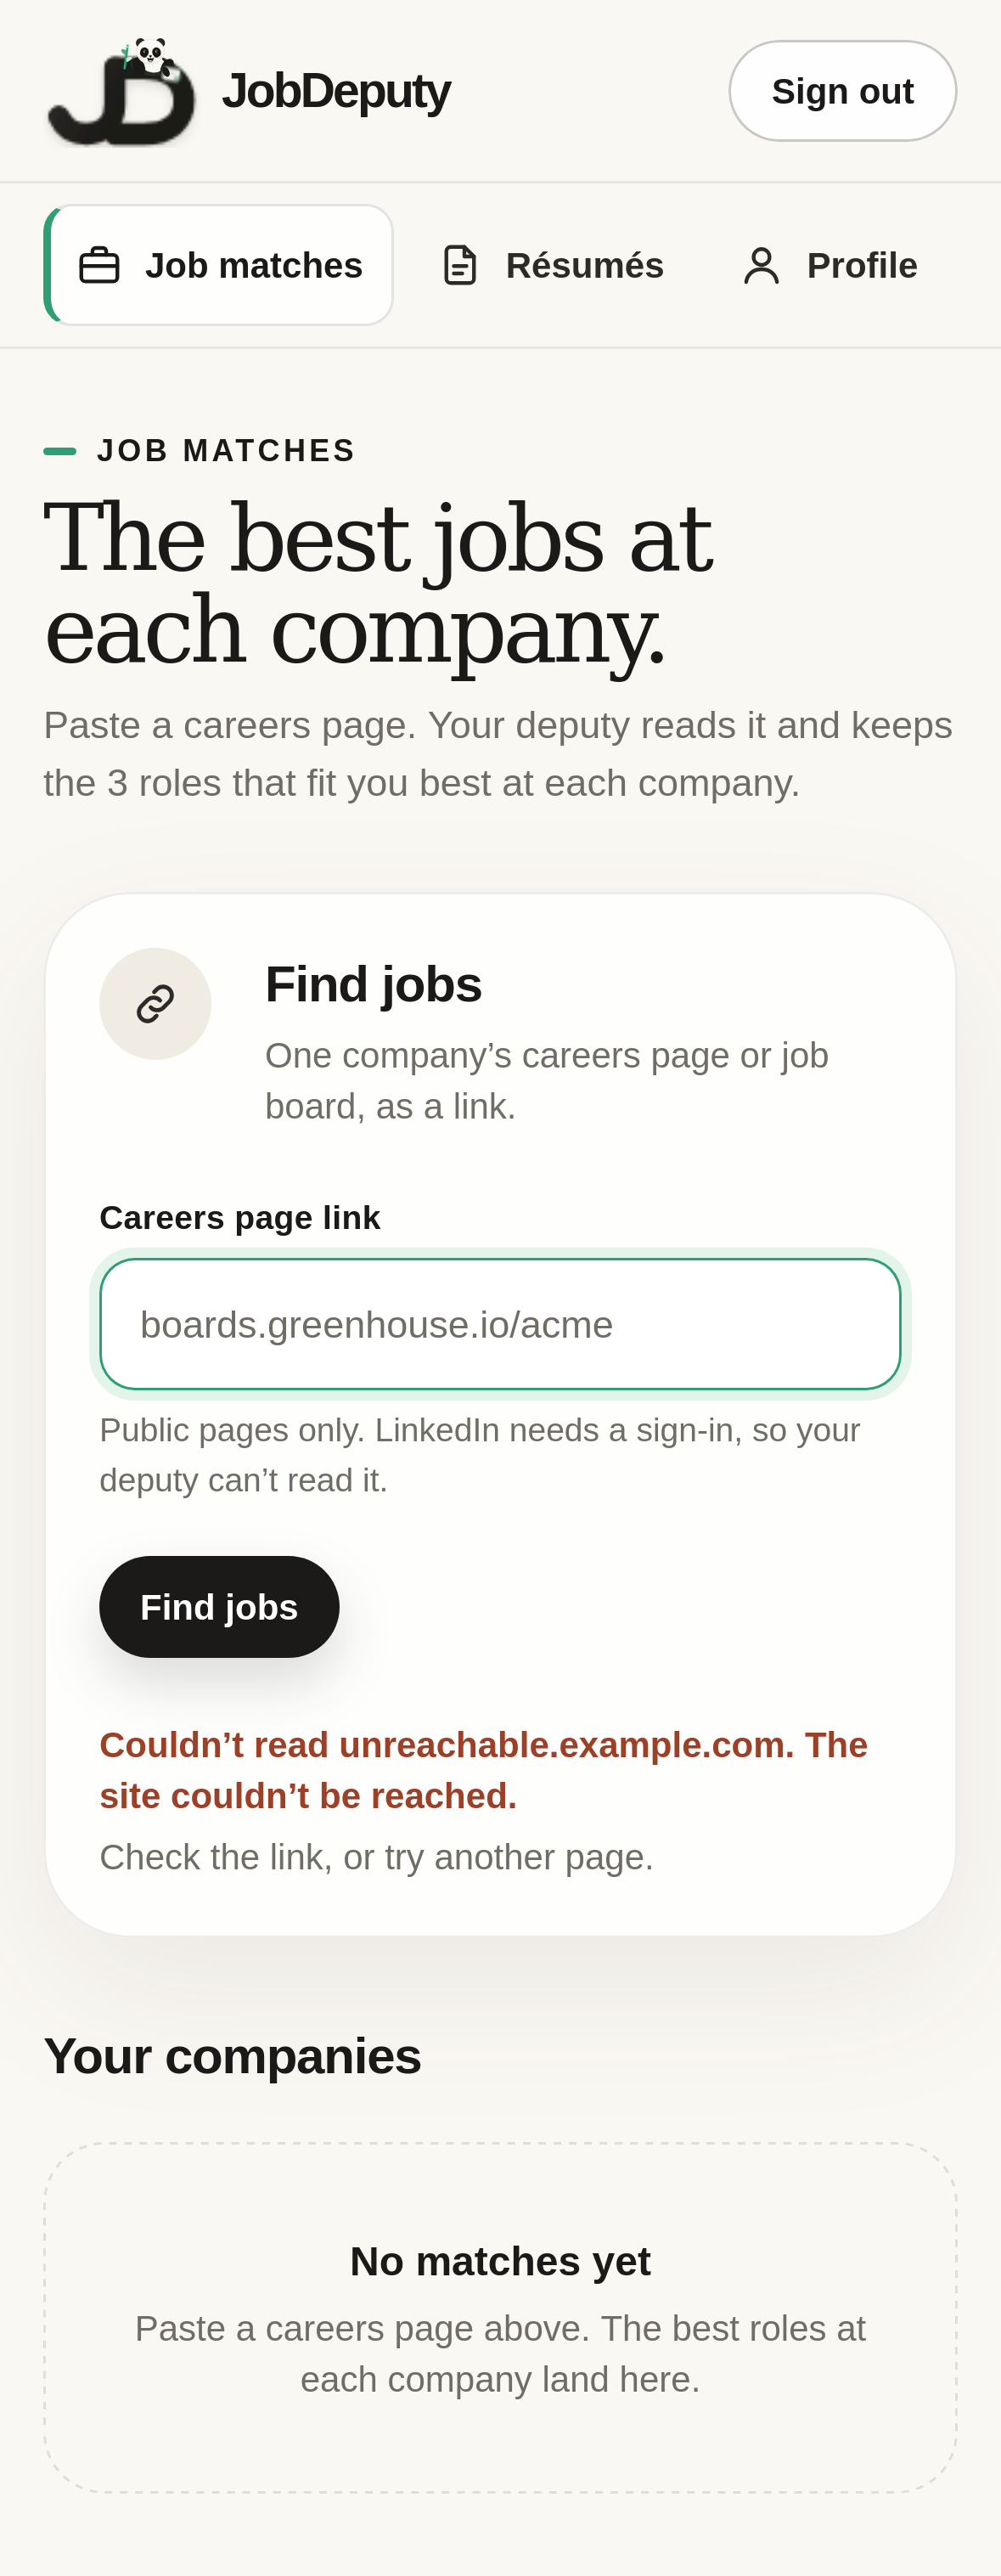 JD
JobDeputy
Sign out
Job matches
Résumés
Profile
JOB MATCHES
The best jobs at
each company.
Paste a careers page. Your deputy reads it and keeps
the 3 roles that fit you best at each company.
Find jobs
One company’s careers page or job
board, as a link.
Careers page link
boards.greenhouse.io/acme
Public pages only. LinkedIn needs a sign-in, so your
deputy can’t read it.
Find jobs
Couldn’t read unreachable.example.com. The
site couldn’t be reached.
Check the link, or try another page.
Your companies
No matches yet
Paste a careers page above. The best roles at
each company land here.